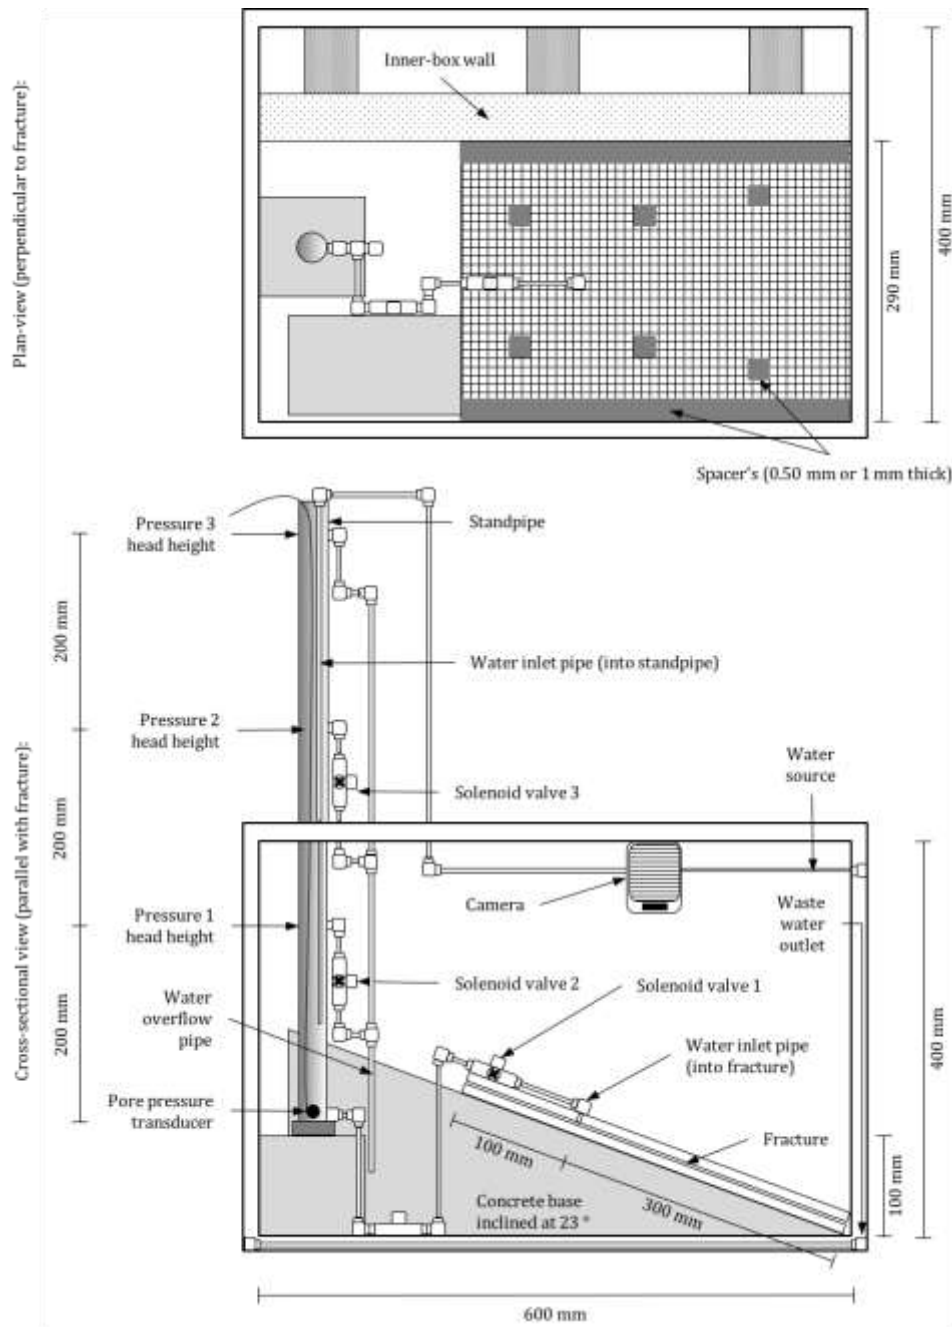 Plan-view (perpendicular to fracture):
Inner-box wall
290 mm
400 mm
Spacer's (0.50 mm or 1 mm thick)
Cross-sectional view (parallel with fracture):
Pressure 3
head height
Standpipe
200 mm
Water inlet pipe (into standpipe)
Pressure 2
head height
Water
source
Solenoid valve 3
200 mm
Camera
Waste
water
outlet
Pressure 1
head height
Solenoid valve 2
Solenoid valve 1
200 mm
Water
overflow
pipe
Water inlet pipe
(into fracture)
400 mm
Pore pressure
transducer
Fracture
100 mm
100 mm
Concrete base
inclined at 23 °
300 mm
600 mm